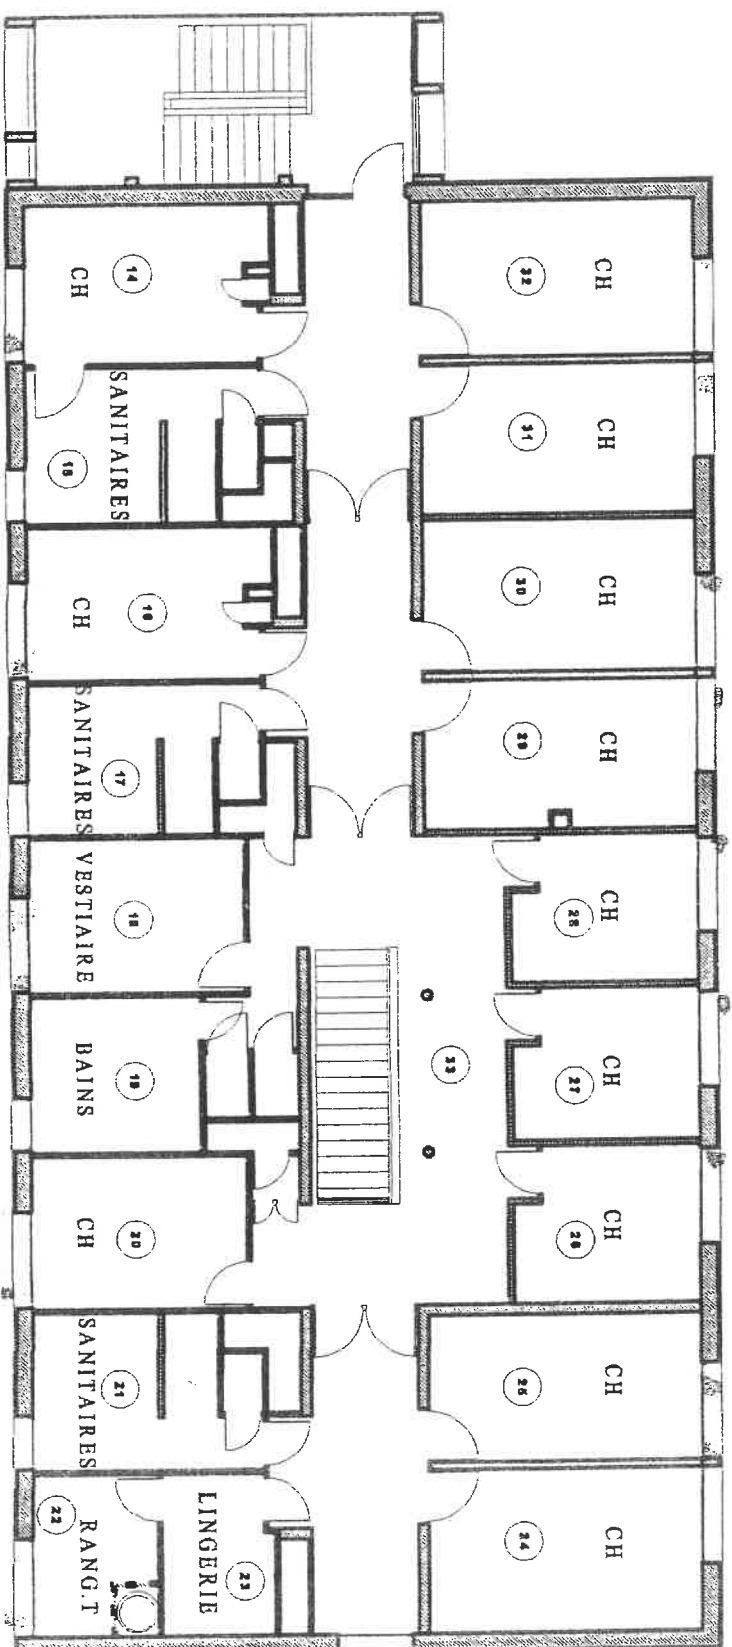 CH
14
SANITAIRES
15
CH
16
SANITAIRES
17
VESTIAIRE
18
BAINS
19
CH
20
SANITAIRES
21
RANG.T
22
LINGERIE
23
CH
32
CH
31
CH
30
CH
29
CH
28
CH
27
CH
26
CH
25
CH
24
33